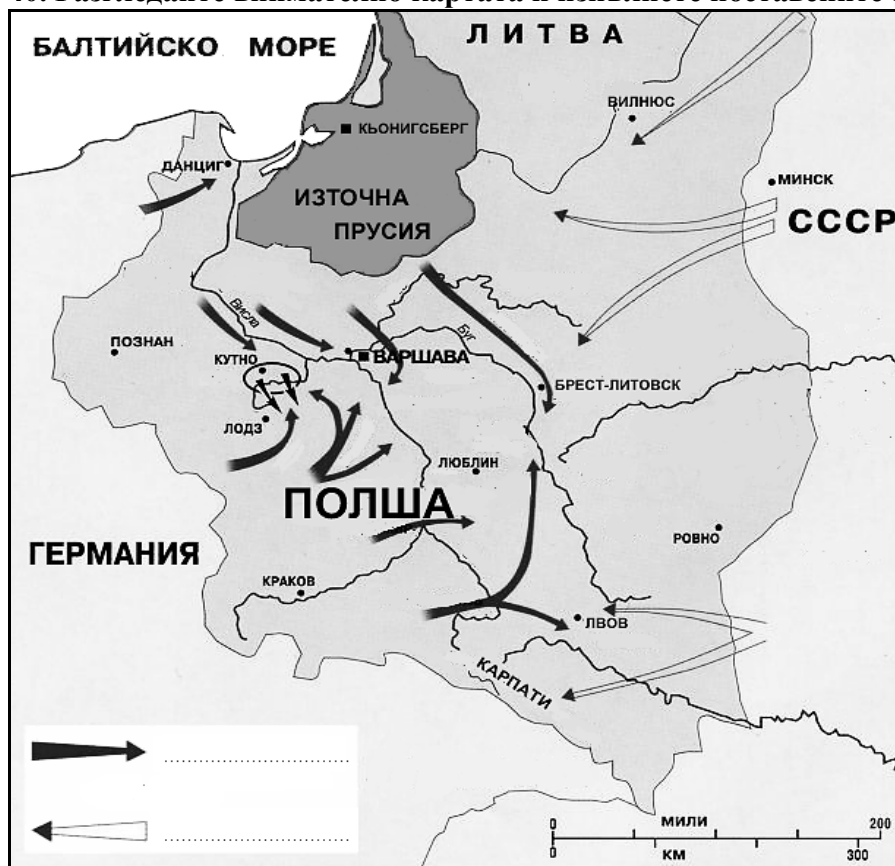 БАЛТИЙСКО МОРЕ
ЛИТВА
ВИЛНЮС
КЬОНИГСБЕРГ
ДАНЦИГ
МИНСК
ИЗТОЧНА
ПРУСИЯ
СССР
Висла
Буг
ПОЗНАН
КУТНО
ВАРШАВА
БРЕСТ-ЛИТОВСК
ЛОДЗ
ЛЮБЛИН
ПОЛША
РОВНО
ГЕРМАНИЯ
КРАКОВ
ЛВОВ
КАРПАТИ
........................................
........................................
0 МИЛИ 200
0 КМ 300